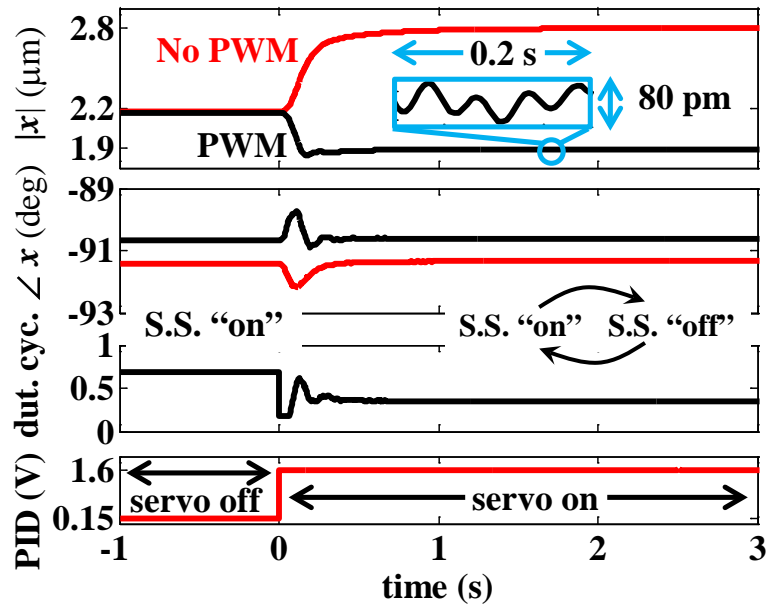 |x| (μm)
2.8
2.2
1.9
No PWM
PWM
0.2 s
80 pm
∠ x (deg)
-89
-91
-93
S.S. “on”
S.S. “on”
S.S. “off”
dut. cyc.
1
0.5
0
PID (V)
1.6
0.15
servo off
servo on
-1
0
1
2
3
time (s)